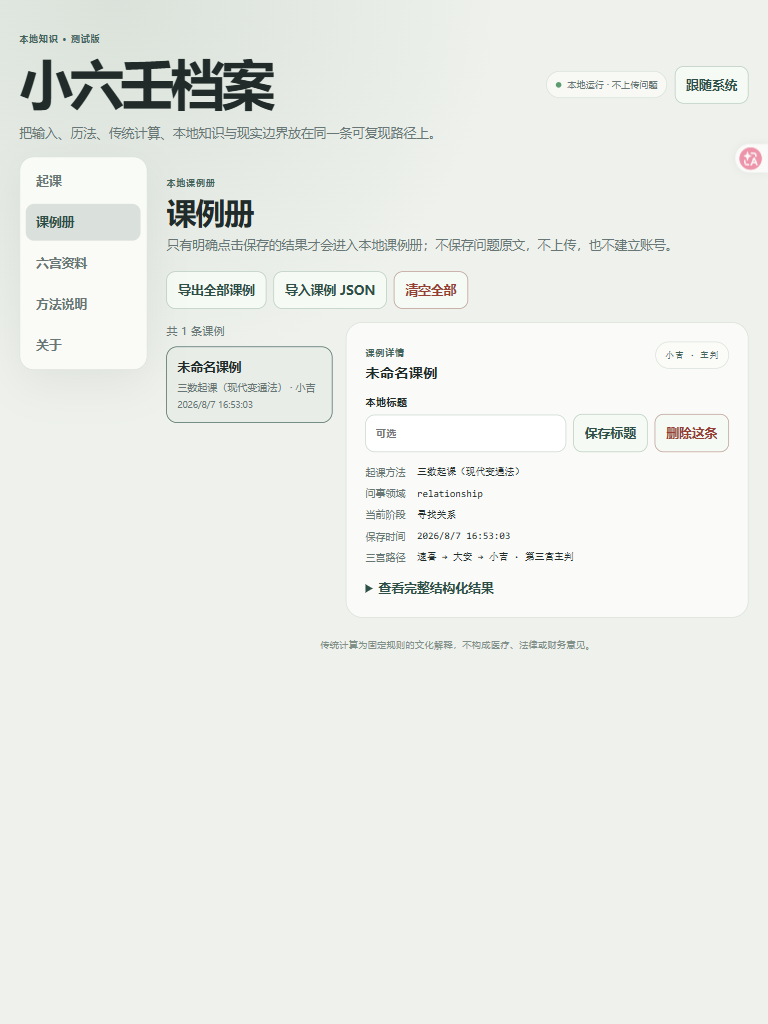 本地知识 • 测试版
小六壬档案
把输入、历法、传统计算、本地知识与现实边界放在同一条可复现路径上。
本地运行 · 不上传问题
跟随系统
起课
课例册
六宫资料
方法说明
关于
本地课例册
课例册
只有明确点击保存的结果才会进入本地课例册；不保存问题原文，不上传，也不建立账号。
导出全部课例
导入课例 JSON
清空全部
共 1 条课例
未命名课例
三数起课（现代变通法） · 小吉
2026/8/7 16:53:03
课例详情
未命名课例
小吉 · 主判
本地标题
可选
保存标题
删除这条
起课方法 三数起课（现代变通法）
问事领域 relationship
当前阶段 寻找关系
保存时间 2026/8/7 16:53:03
三宫路径 速喜 → 大安 → 小吉 · 第三宫主判
▶ 查看完整结构化结果
传统计算为固定规则的文化解释，不构成医疗、法律或财务意见。